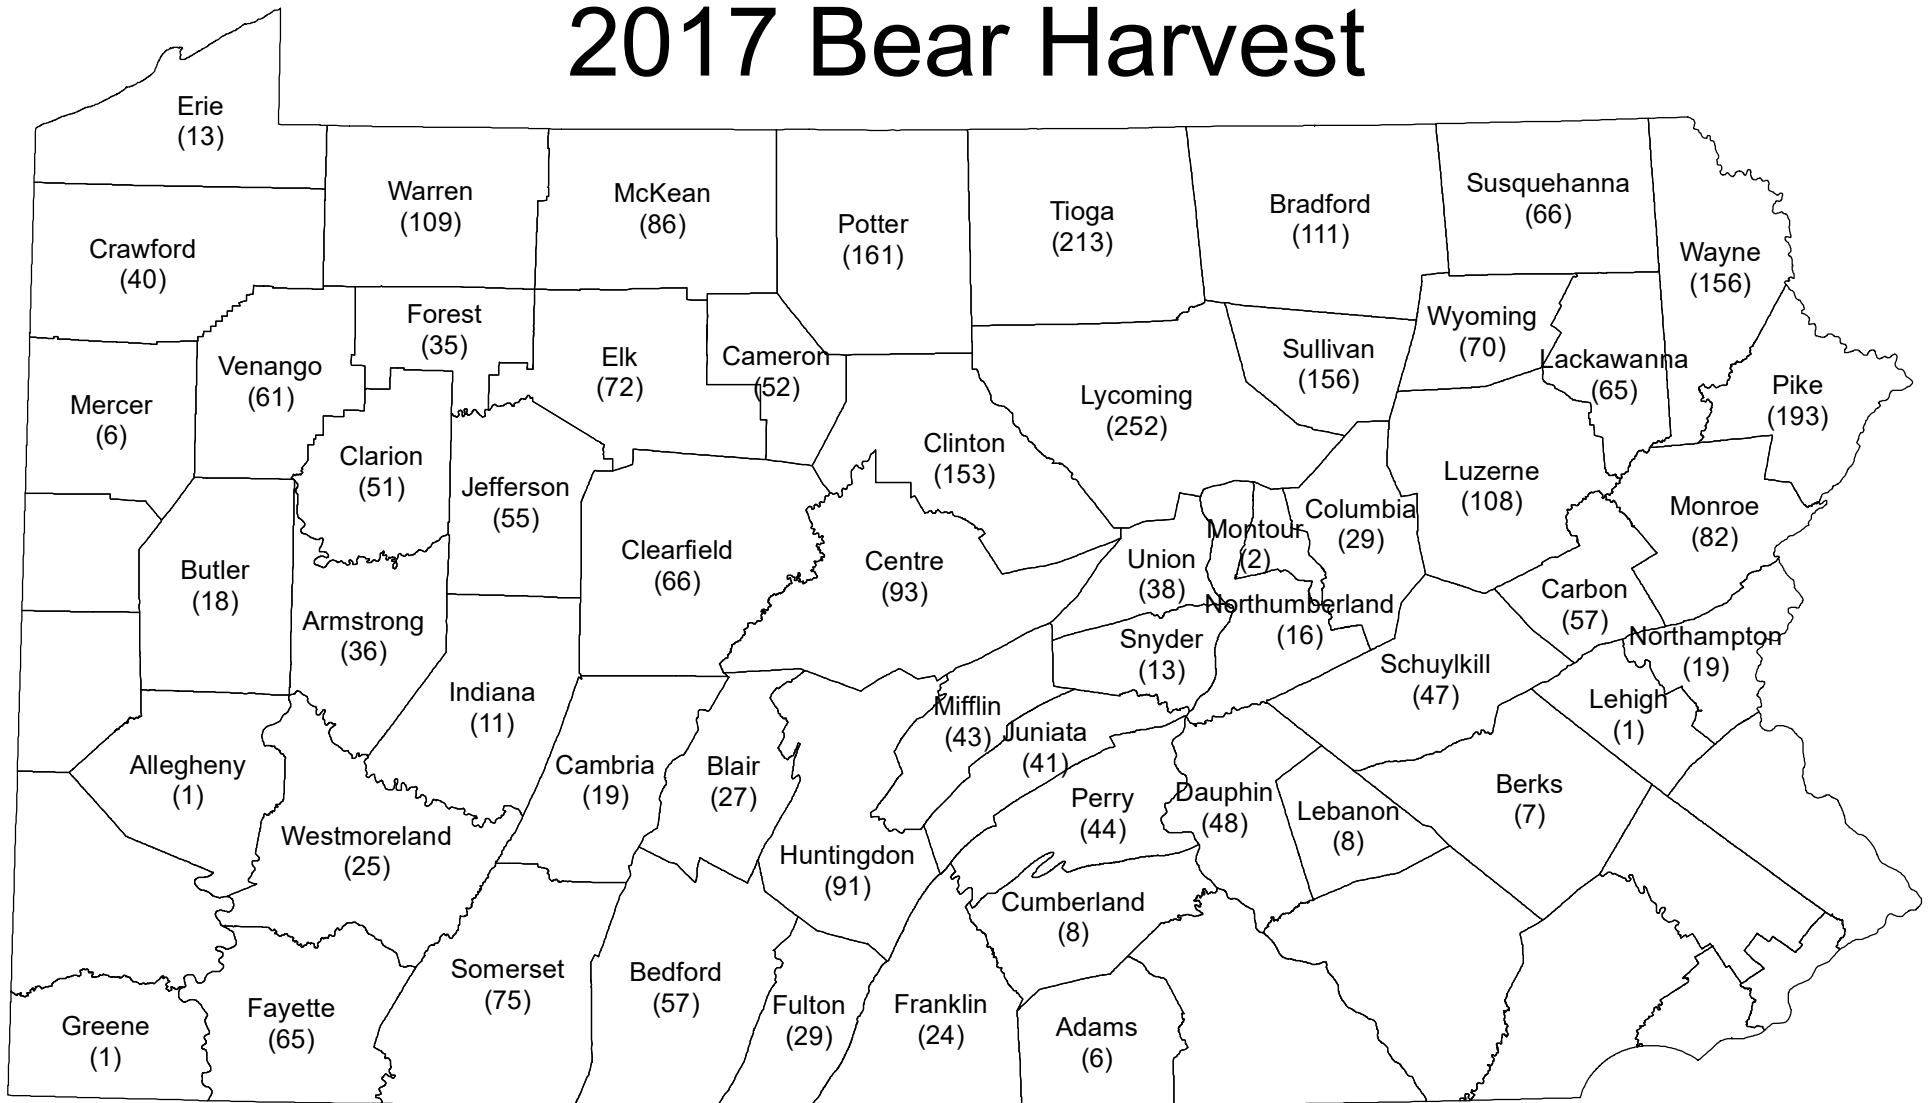 2017 Bear Harvest
Erie
(13)
Warren
(109)
McKean
(86)
Potter
(161)
Tioga
(213)
Bradford
(111)
Susquehanna
(66)
Wayne
(156)
Crawford
(40)
Forest
(35)
Venango
(61)
Elk
(72)
Cameron
(52)
Lycoming
(252)
Sullivan
(156)
Wyoming
(70)
Lackawanna
(65)
Pike
(193)
Mercer
(6)
Clarion
(51)
Jefferson
(55)
Clinton
(153)
Luzerne
(108)
Columbia
(29)
Monroe
(82)
Montour
(2)
Butler
(18)
Clearfield
(66)
Centre
(93)
Union
(38)
Carbon
(57)
Armstrong
(36)
Northumberland
(16)
Snyder
(13)
Northampton
(19)
Schuylkill
(47)
Indiana
(11)
Mifflin
(43)
Juniata
(41)
Lehigh
(1)
Allegheny
(1)
Cambria
(19)
Blair
(27)
Perry
(44)
Dauphin
(48)
Lebanon
(8)
Berks
(7)
Westmoreland
(25)
Huntingdon
(91)
Cumberland
(8)
Somerset
(75)
Bedford
(57)
Fulton
(29)
Franklin
(24)
Adams
(6)
Greene
(1)
Fayette
(65)